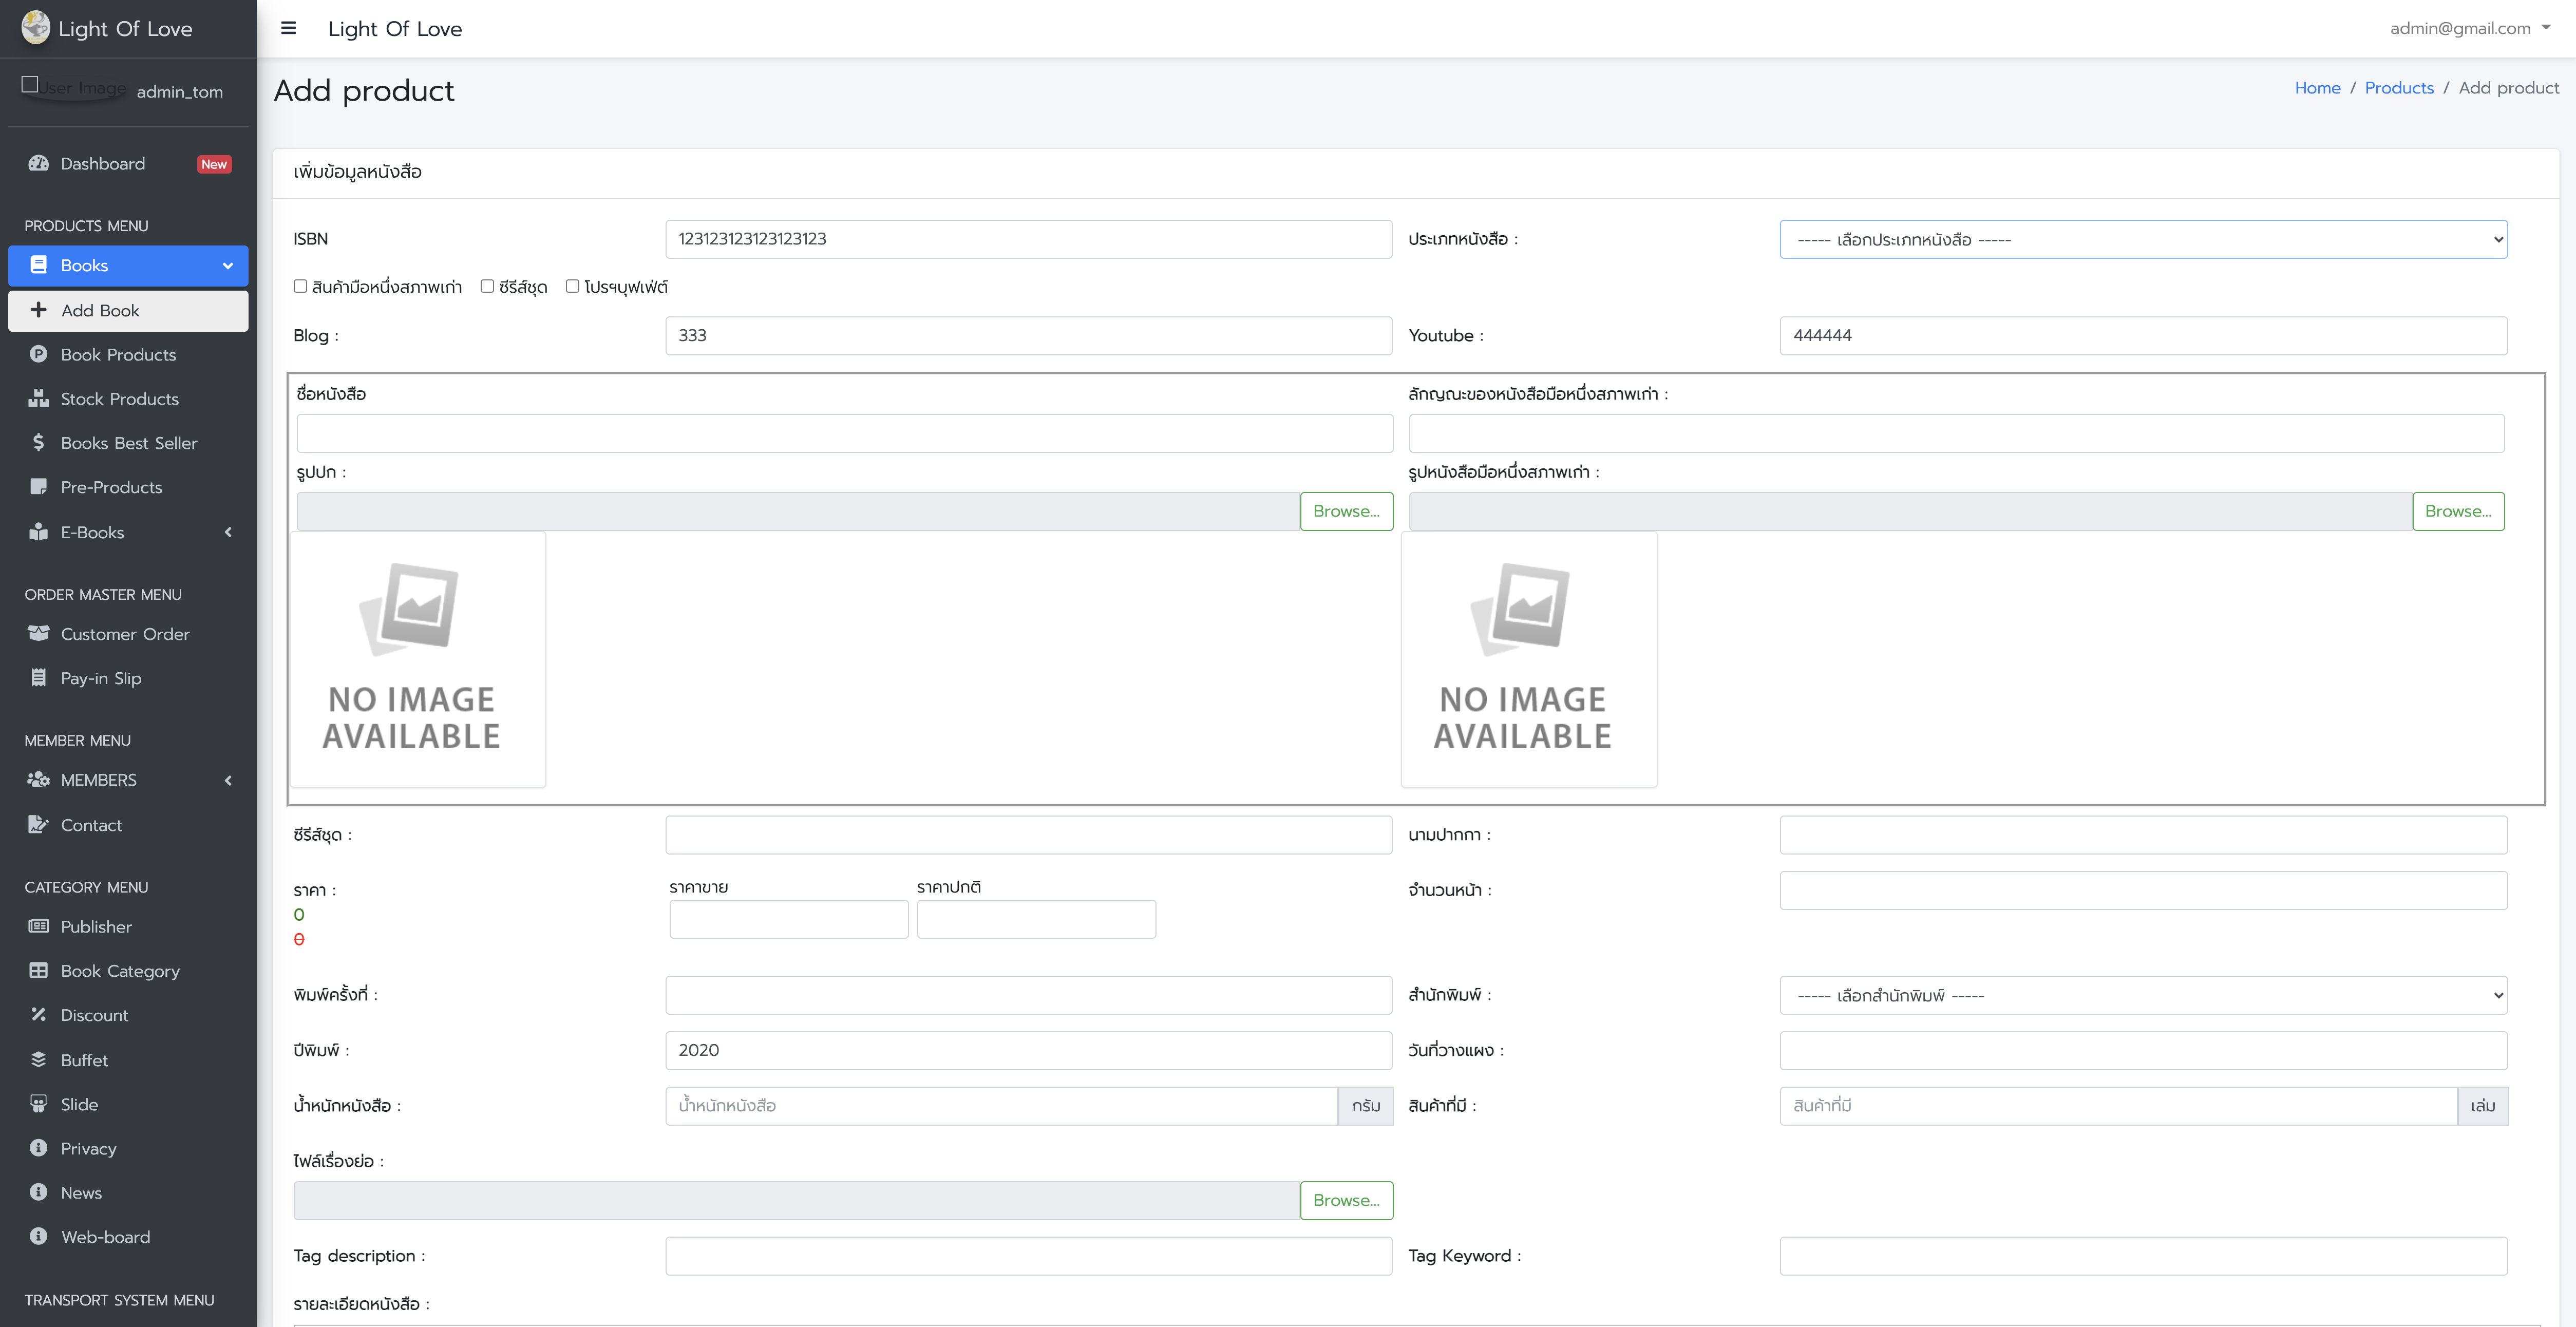 Light Of Love
Light Of Love
admin@gmail.com
User Image
admin_tom
Dashboard
New
PRODUCTS MENU
Books
Add Book
Book Products
Stock Products
Books Best Seller
Pre-Products
E-Books
ORDER MASTER MENU
Customer Order
Pay-in Slip
MEMBER MENU
MEMBERS
Contact
CATEGORY MENU
Publisher
Book Category
Discount
Buffet
Slide
Privacy
News
Web-board
TRANSPORT SYSTEM MENU
Add product
Home / Products / Add product
เพิ่มข้อมูลหนังสือ
ISBN
123123123123123123
ประเภทหนังสือ :
----- เลือกประเภทหนังสือ -----
สินค้ามือหนึ่งสภาพเก่า ซีรีส์ชุด โปรฯบุฟเฟ่ต์
Blog :
333
Youtube :
444444
ชื่อหนังสือ
ลักญณะของหนังสือมือหนึ่งสภาพเก่า :
รูปปก :
รูปหนังสือมือหนึ่งสภาพเก่า :
Browse...
Browse...
NO IMAGE
AVAILABLE
NO IMAGE
AVAILABLE
ซีรีส์ชุด :
นามปากกา :
ราคา :
0
0
ราคาขาย
ราคาปกติ
จำนวนหน้า :
พิมพ์ครั้งที่ :
สำนักพิมพ์ :
----- เลือกสำนักพิมพ์ -----
ปีพิมพ์ :
2020
วันที่วางแผง :
น้ำหนักหนังสือ :
น้ำหนักหนังสือ
กรัม
สินค้าที่มี :
สินค้าที่มี
เล่ม
ไฟล์เรื่องย่อ :
Browse...
Tag description :
Tag Keyword :
รายละเอียดหนังสือ :